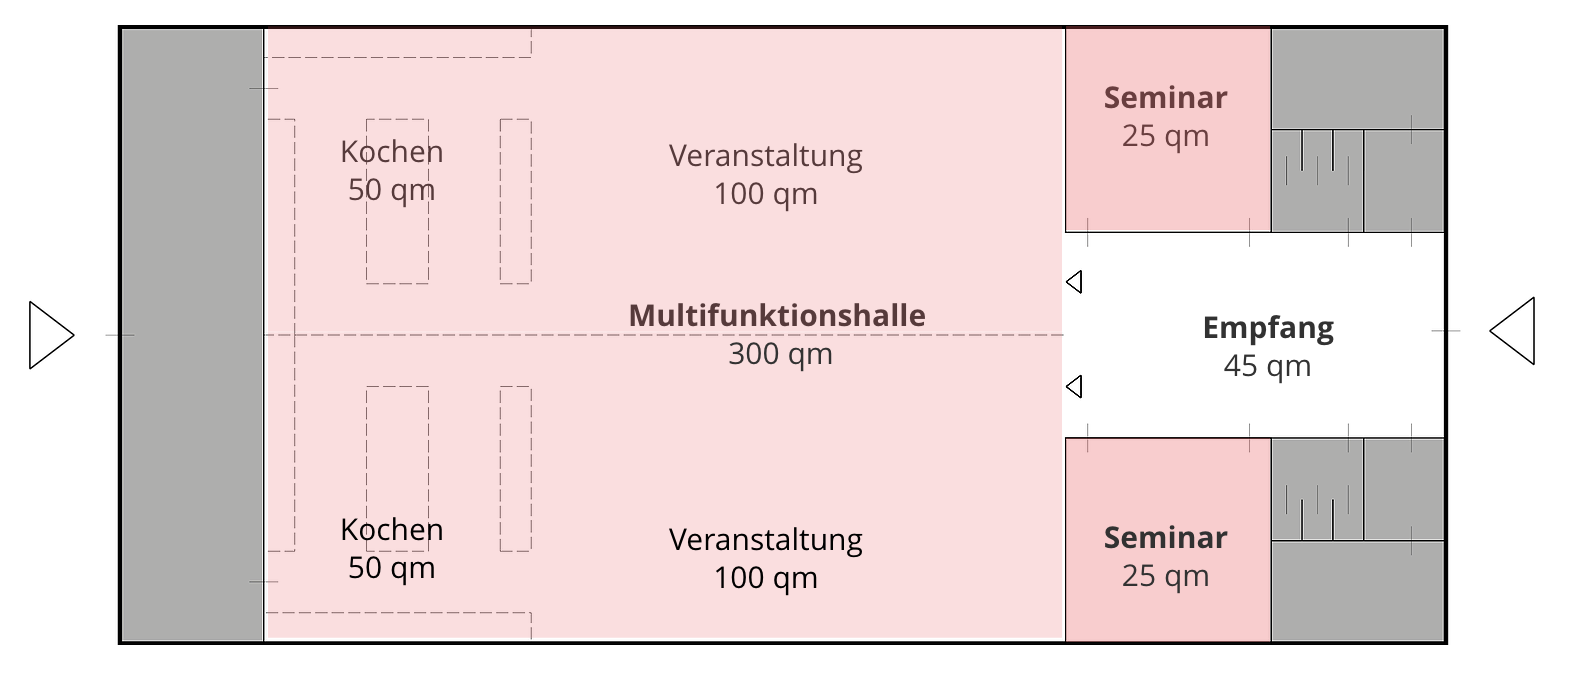 Seminar
25 qm
Kochen
50 qm
Veranstaltung
100 qm
Multifunktionshalle
300 qm
Empfang
45 qm
Kochen
50 qm
Veranstaltung
100 qm
Seminar
25 qm